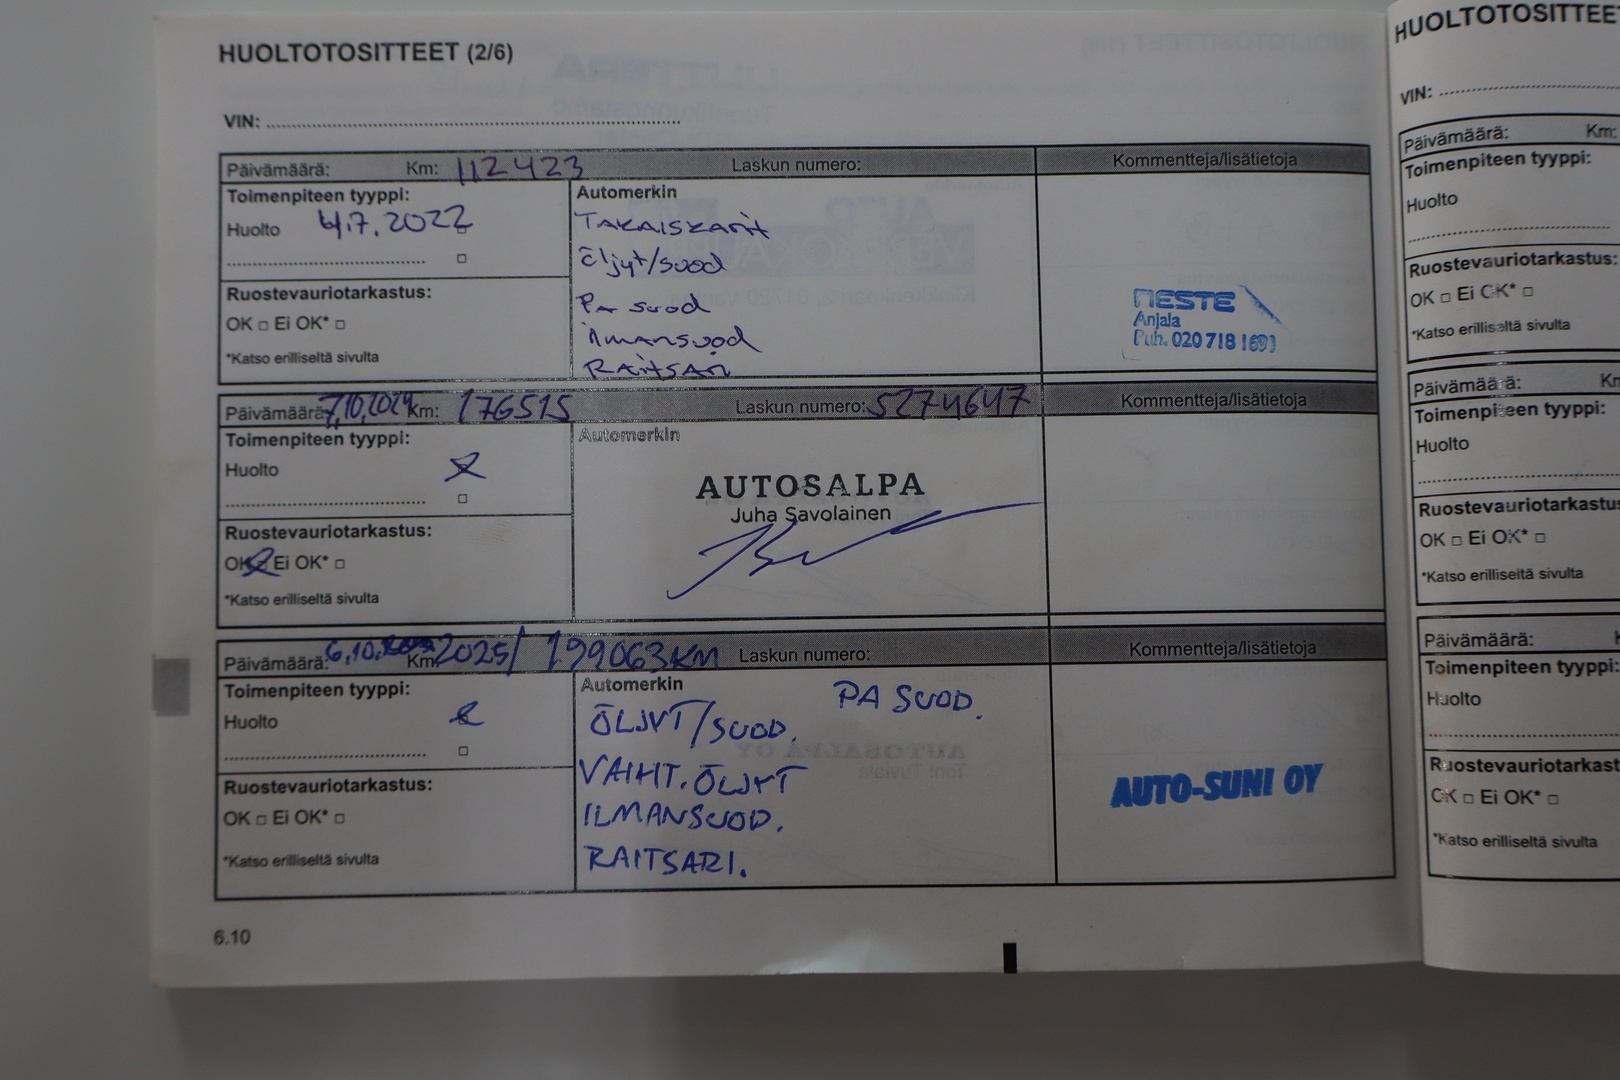 HUOLTOTOSITTEET (2/6)
VIN:
Päivämäärä: Km: 112423 Laskun numero: Kommentteja/lisätietoja
Toimenpiteen tyyppi: Automerkin
Huolto 4.7.2022 TAKAISKARIT
Öljyt/suod
Ruostevauriotarkastus: PA suod
OK □ Ei OK* □ ilmansuod
*Katso erilliseltä sivulta RAITSARI
NESTE
Anjala
Puh. 020 718 1693
Päivämäärä: 7.10.2024 Km: 176515 Laskun numero: 5274647 Kommentteja/lisätietoja
Toimenpiteen tyyppi: Automerkin
Huolto
AUTOSALPA
Juha Savolainen
Ruostevauriotarkastus:
OK Ei OK* □
*Katso erilliseltä sivulta
Päivämäärä: 6.10. Km 2025/ 199063KM Laskun numero: Kommentteja/lisätietoja
Toimenpiteen tyyppi: Automerkin PA SUOD.
Huolto ÖLJYT/SUOD.
VAIHT. ÖLJYT
Ruostevauriotarkastus: ILMANSUOD.
OK □ Ei OK* □
*Katso erilliseltä sivulta RAITSARI.
AUTO-SUNI OY
6.10
HUOLTOTOSITTEE
VIN:
Päivämäärä: Km:
Toimenpiteen tyyppi:
Huolto
Ruostevauriotarkastus:
OK □ Ei OK* □
*Katso erilliseltä sivulta
Päivämäärä: Kn
Toimenpiteen tyyppi:
Huolto
Ruostevauriotarkastus
OK □ Ei OK* □
*Katso erilliseltä sivulta
Päivämäärä:
Toimenpiteen tyyppi:
Huolto
Ruostevauriotarkast
OK □ Ei OK* □
*Katso erilliseltä sivulta